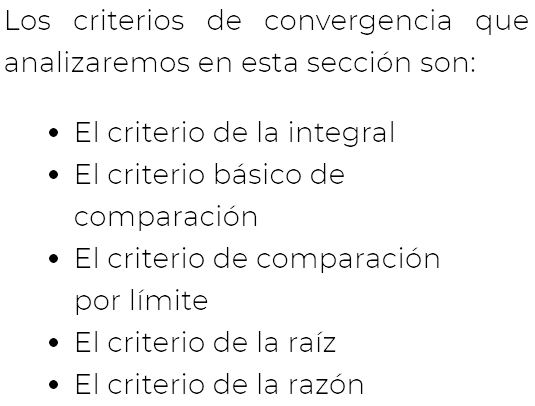 Los criterios de convergencia que
analizaremos en esta sección son:
• El criterio de la integral
• El criterio básico de
comparación
• El criterio de comparación
por límite
• El criterio de la raíz
• El criterio de la razón